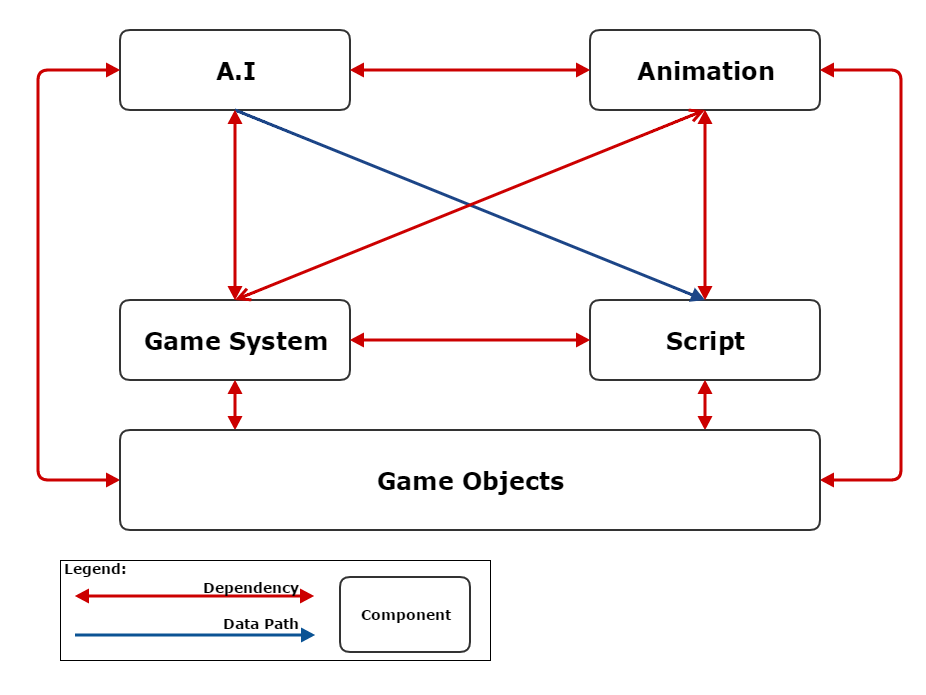 A.I
Animation
Game System
Script
Game Objects
Legend:
Dependency
Data Path
Component